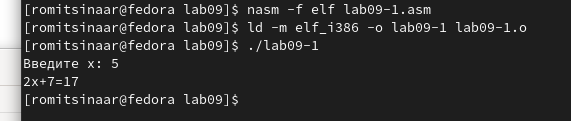 [romitsinaar@fedora lab09]$ nasm -f elf lab09-1.asm
[romitsinaar@fedora lab09]$ ld -m elf_i386 -o lab09-1 lab09-1.o
[romitsinaar@fedora lab09]$ ./lab09-1
Введите x: 5
2x+7=17
[romitsinaar@fedora lab09]$